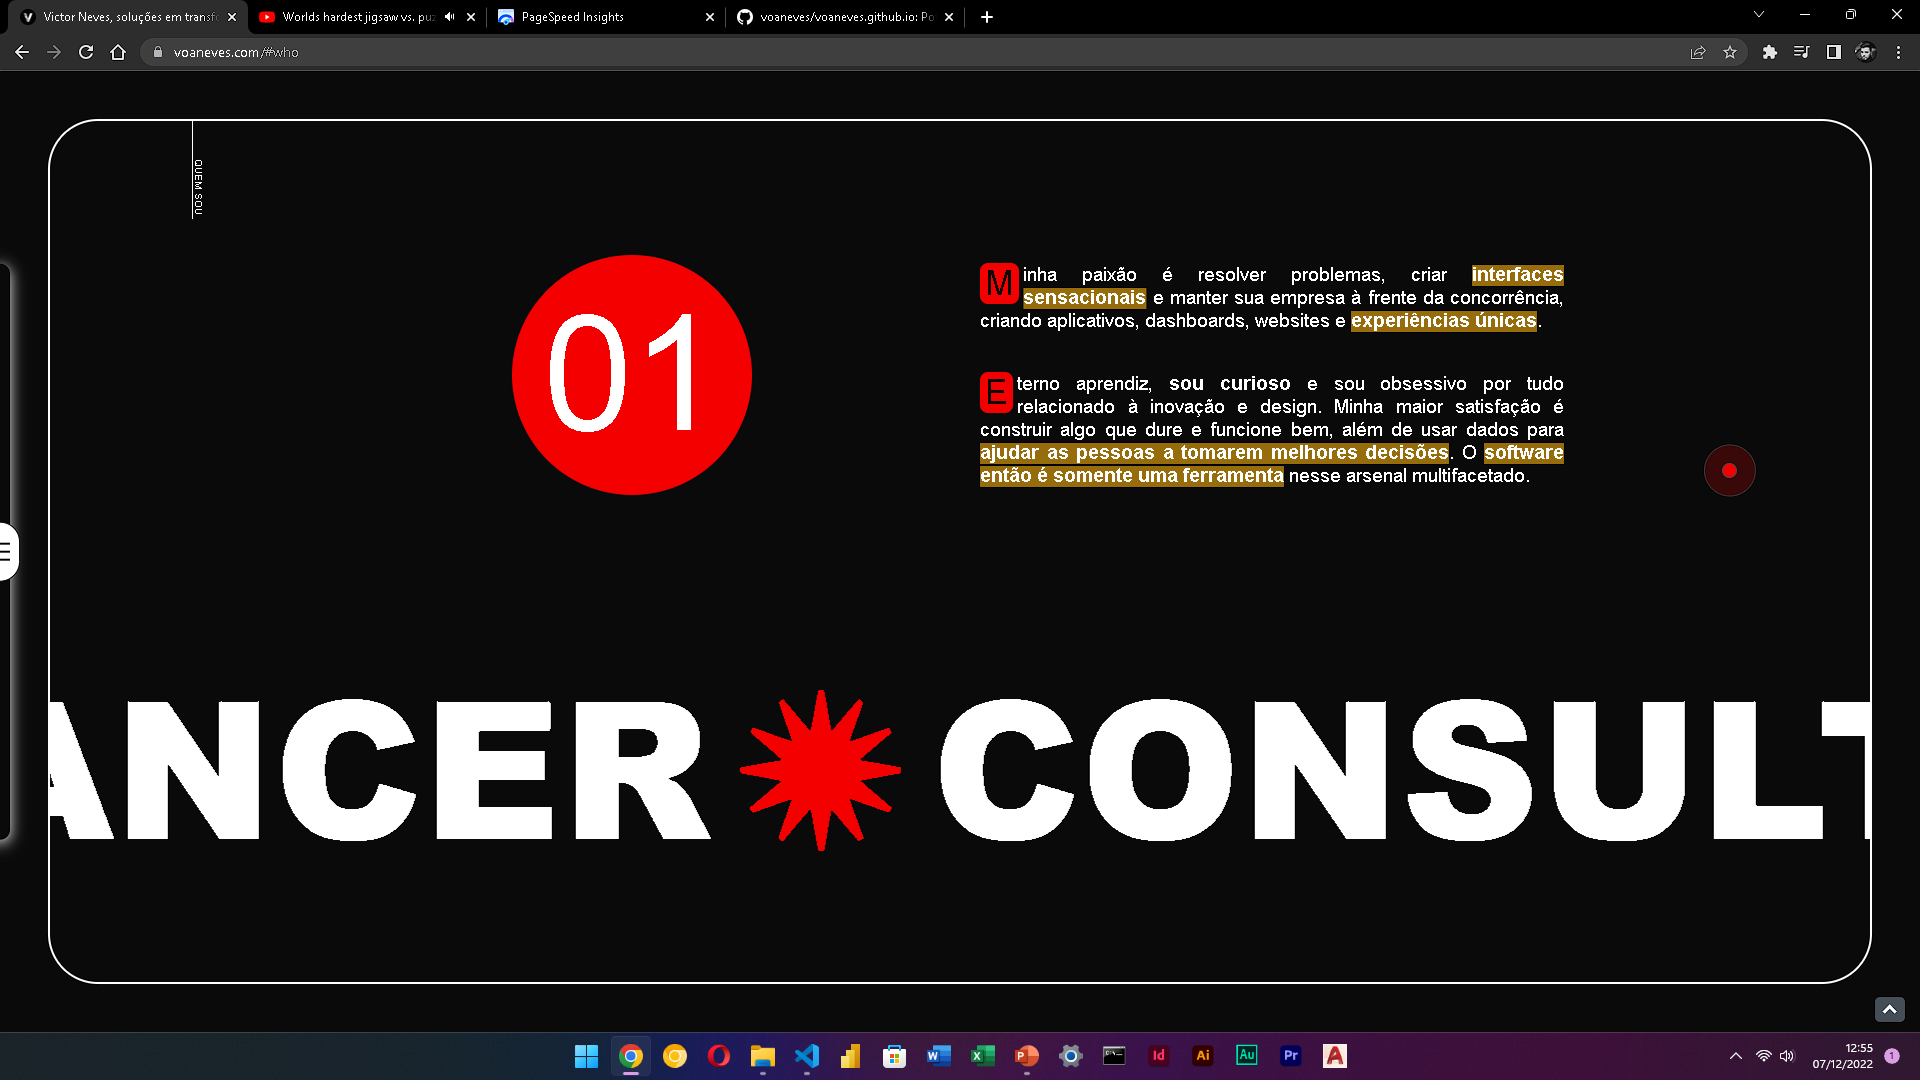 Victor Neves, soluções em transf
Worlds hardest jigsaw vs. puz
PageSpeed Insights
voaneves/voaneves.github.io: Po
voaneves.com/#who
QUEM SOU
01
Minha paixão é resolver problemas, criar interfaces
sensacionais e manter sua empresa à frente da concorrência,
criando aplicativos, dashboards, websites e experiências únicas.
Eterno aprendiz, sou curioso e sou obsessivo por tudo
relacionado à inovação e design. Minha maior satisfação é
construir algo que dure e funcione bem, além de usar dados para
ajudar as pessoas a tomarem melhores decisões. O software
então é somente uma ferramenta nesse arsenal multifacetado.
ANCER CONSULT
Id Ai Au Pr
12:55
07/12/2022
1